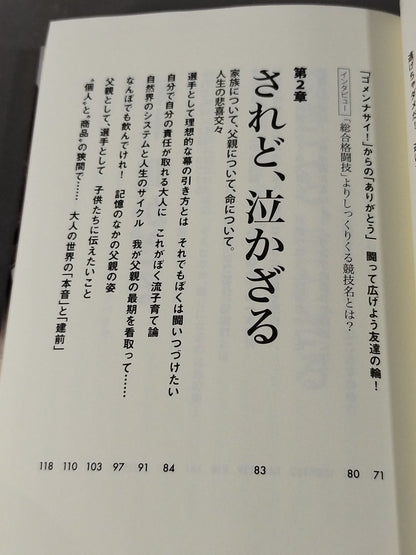 「ゴメンナサイ！」からの「ありがとう」　闘って広げよう友達の輪！　71
インタビュー　「総合格闘技」よりしっくりくる競技名とは？　80
第2章
されど、泣かざる　83
家族について、父親について、命について。
人生の悲喜交々
選手として理想的な幕の引き方とは　それでもぼくは闘いつづけたい　84
自分で自分の責任が取れる大人に　これがぼく流子育て論　91
自然界のシステムと人生のサイクル　我が父親の最期を看取って……　97
なんぼでも飲んでけれ！　記憶のなかの父親の姿　103
父親として、選手として　子供たちに伝えたいこと　110
"個人"と"商品"の狭間で……　大人の世界の「本音」と「建前」　118